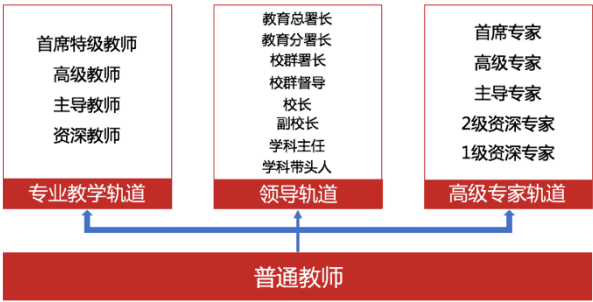 首席特级教师
高级教师
主导教师
资深教师
专业教学轨道
教育总署长
教育分署长
校群署长
校群督导
校长
副校长
学科主任
学科带头人
领导轨道
首席专家
高级专家
主导专家
2级资深专家
1级资深专家
高级专家轨道
普通教师